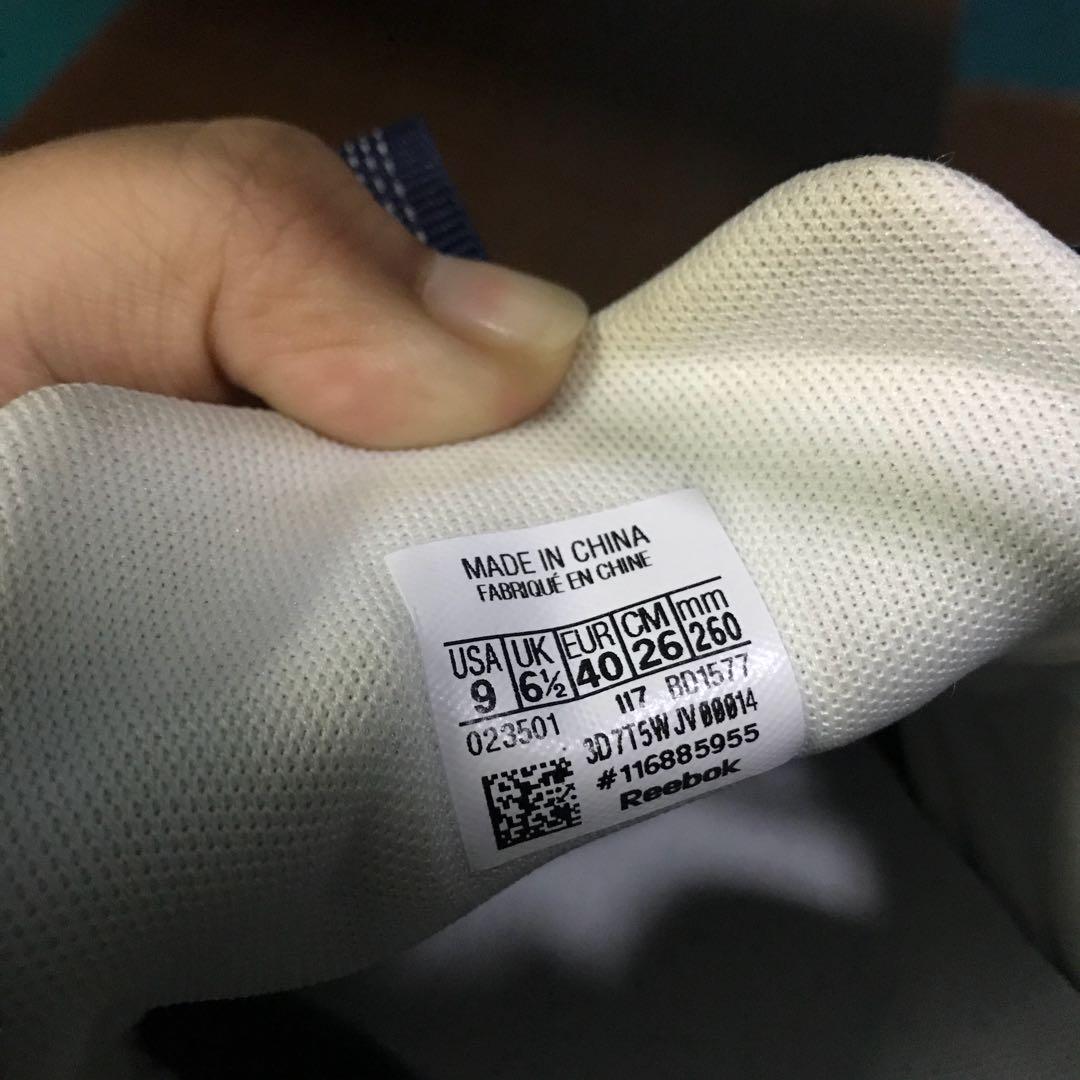 MADE IN CHINA
FABRIQUÉ EN CHINE
USA UK EUR CM mm
9 6½ 40 26 260
023501 117 BD1577
3D7T5WJV00014
#116885955
Reebok